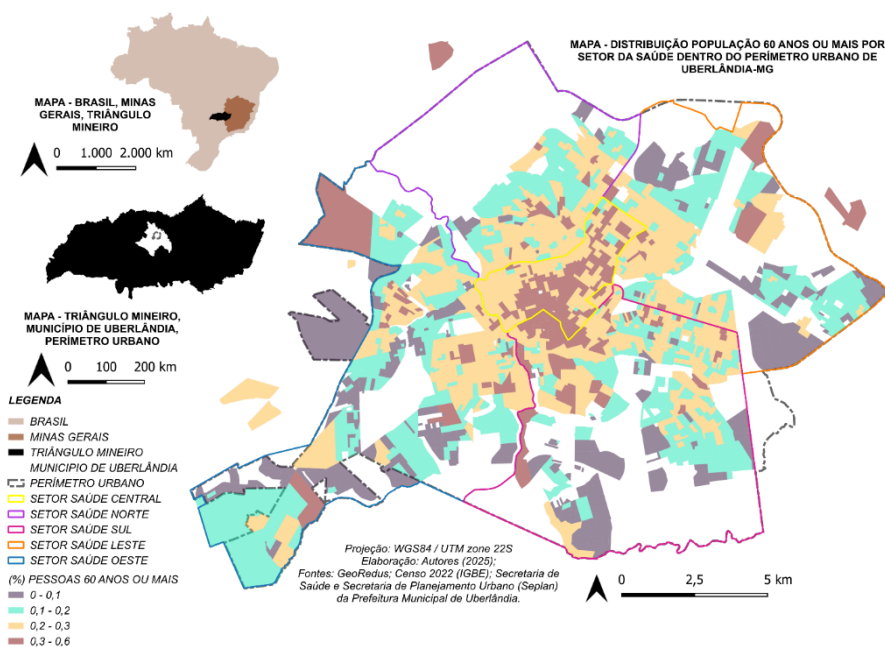 MAPA - BRASIL, MINAS
GERAIS, TRIÂNGULO
MINEIRO
0 1.000 2.000 km
MAPA - TRIÂNGULO MINEIRO,
MUNICÍPIO DE UBERLÂNDIA,
PERÍMETRO URBANO
0 100 200 km
LEGENDA
BRASIL
MINAS GERAIS
TRIÂNGULO MINEIRO
MUNICIPIO DE UBERLÂNDIA
PERÍMETRO URBANO
SETOR SAÚDE CENTRAL
SETOR SAÚDE NORTE
SETOR SAÚDE SUL
SETOR SAÚDE LESTE
SETOR SAÚDE OESTE
(%) PESSOAS 60 ANOS OU MAIS
0 - 0,1
0,1 - 0,2
0,2 - 0,3
0,3 - 0,6
MAPA - DISTRIBUIÇÃO POPULAÇÃO 60 ANOS OU MAIS POR
SETOR DA SAÚDE DENTRO DO PERÍMETRO URBANO DE
UBERLÂNDIA-MG
Projeção: WGS84 / UTM zone 22S
Elaboração: Autores (2025);
Fontes: GeoRedus; Censo 2022 (IGBE); Secretaria de
Saúde e Secretaria de Planejamento Urbano (Seplan)
da Prefeitura Municipal de Uberlândia.
0 2,5 5 km